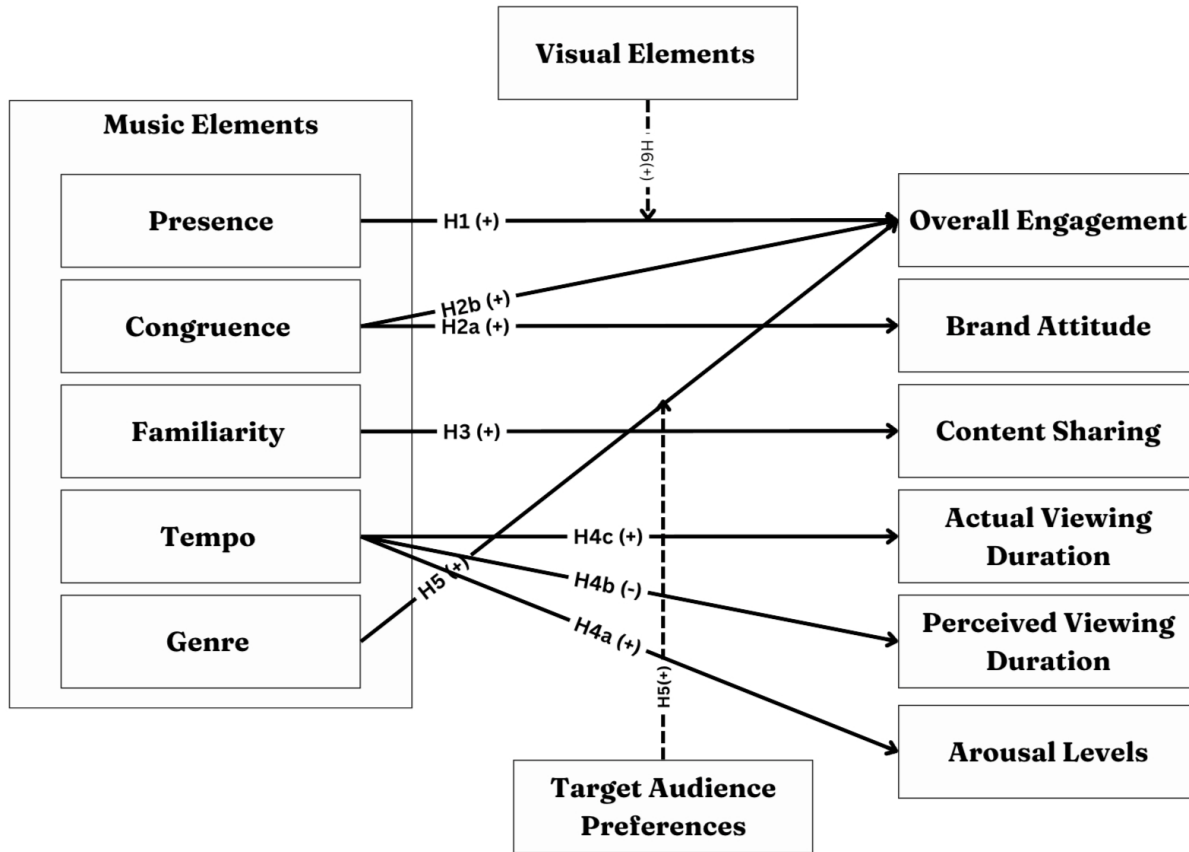 Visual Elements
Music Elements
H6(+)
Presence
H1 (+)
Overall Engagement
Congruence
H2b (+)
H2a (+)
Brand Attitude
Familiarity
H3 (+)
Content Sharing
Tempo
H4c (+)
Actual Viewing
Duration
H5 (+)
H4b (-)
Genre
H4a (+)
Perceived Viewing
Duration
H5(+)
Arousal Levels
Target Audience
Preferences